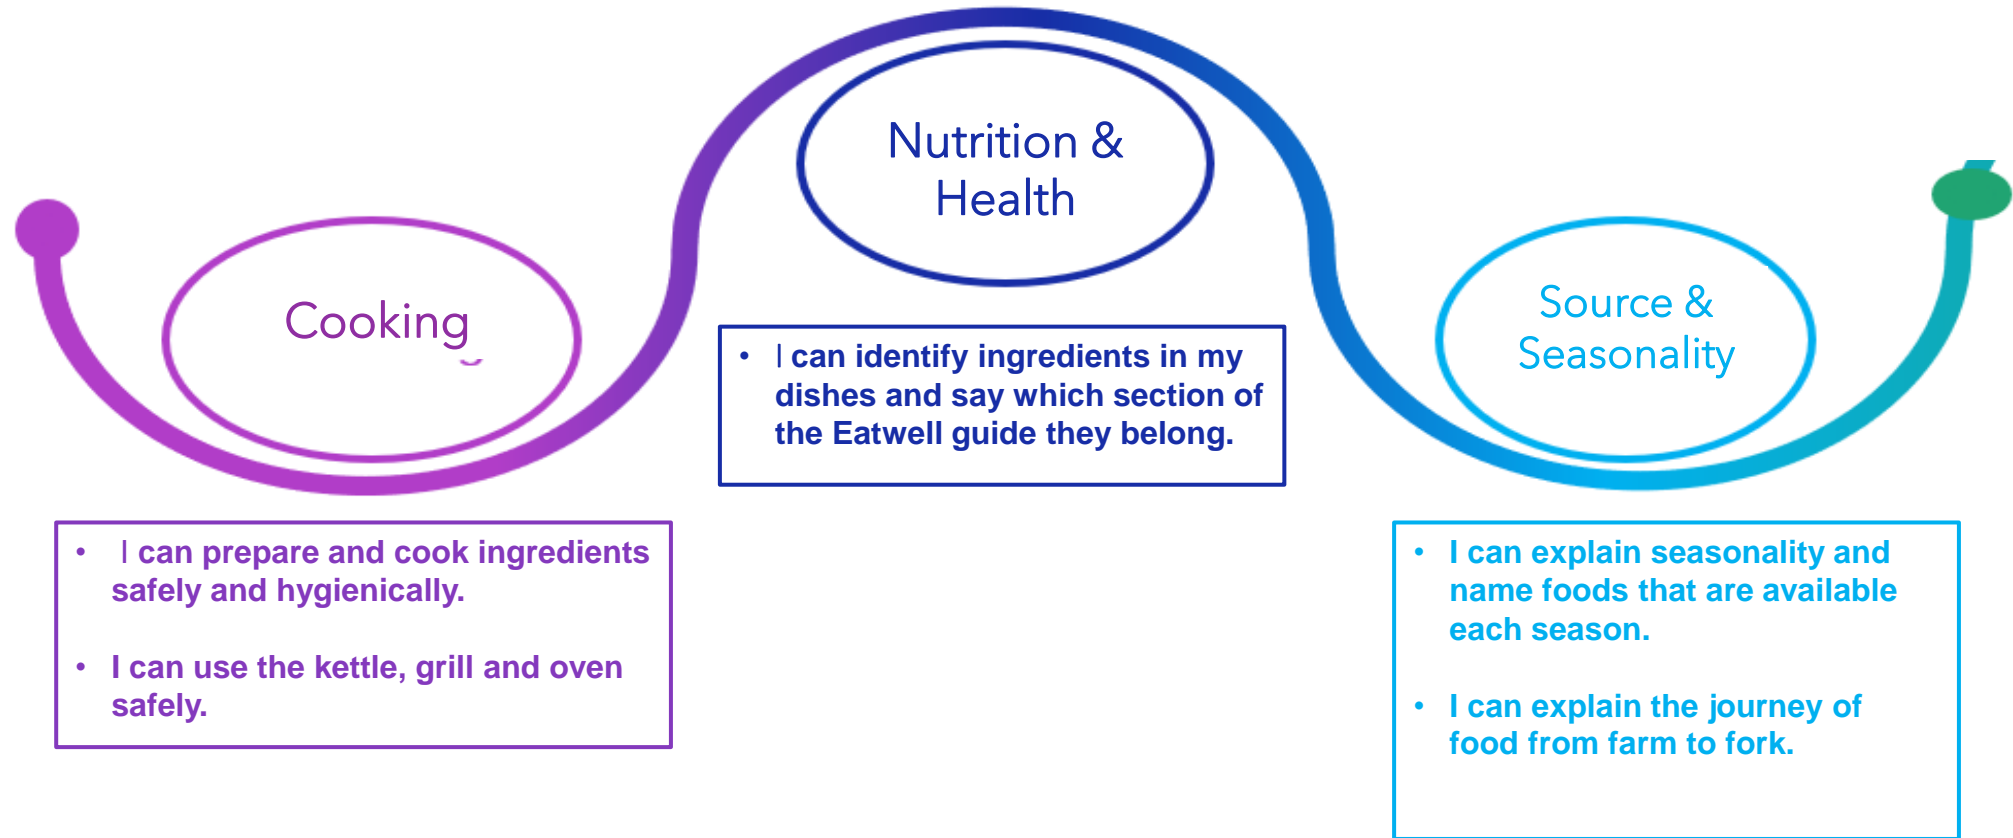 Cooking
• I can prepare and cook ingredients
safely and hygienically.
• I can use the kettle, grill and oven
safely.
Nutrition &
Health
• I can identify ingredients in my
dishes and say which section of
the Eatwell guide they belong.
Source &
Seasonality
• I can explain seasonality and
name foods that are available
each season.
• I can explain the journey of
food from farm to fork.